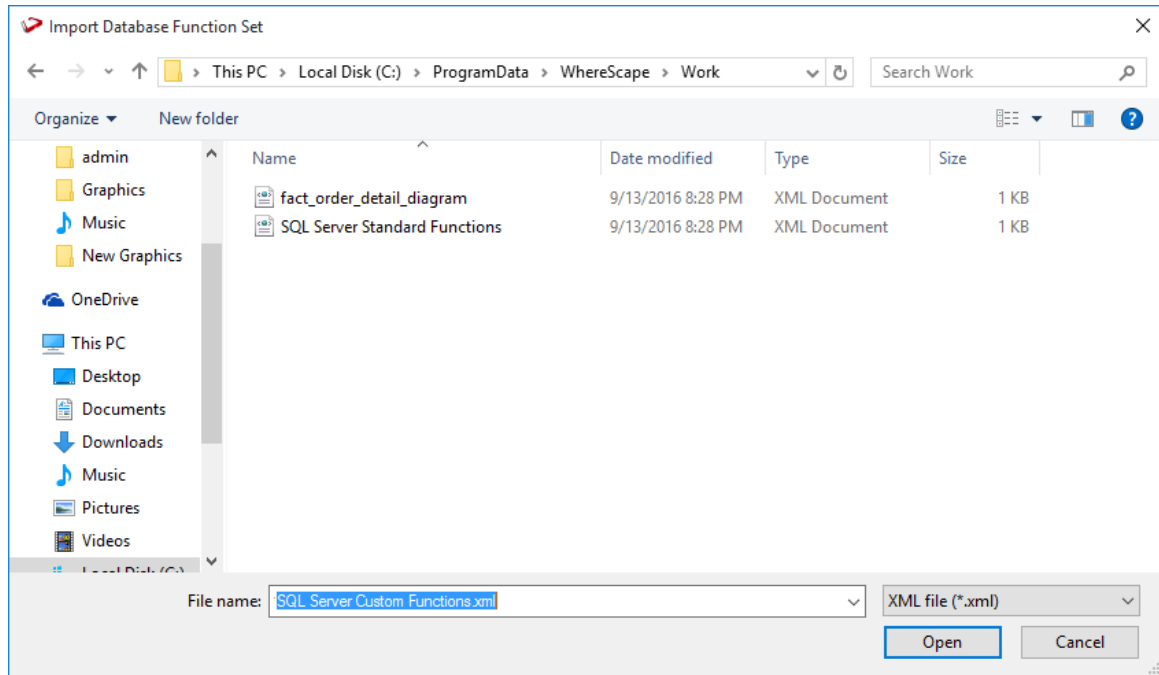 Import Database Function Set
This PC > Local Disk (C:) > ProgramData > WhereScape > Work
Search Work
Organize
New folder
Name
Date modified
Type
Size
admin
Graphics
Music
New Graphics
OneDrive
This PC
Desktop
Documents
Downloads
Music
Pictures
Videos
Local Disk (C:)
fact_order_detail_diagram 9/13/2016 8:28 PM XML Document 1 KB
SQL Server Standard Functions 9/13/2016 8:28 PM XML Document 1 KB
File name: SQL Server Custom Functions.xml
XML file (*.xml)
Open
Cancel